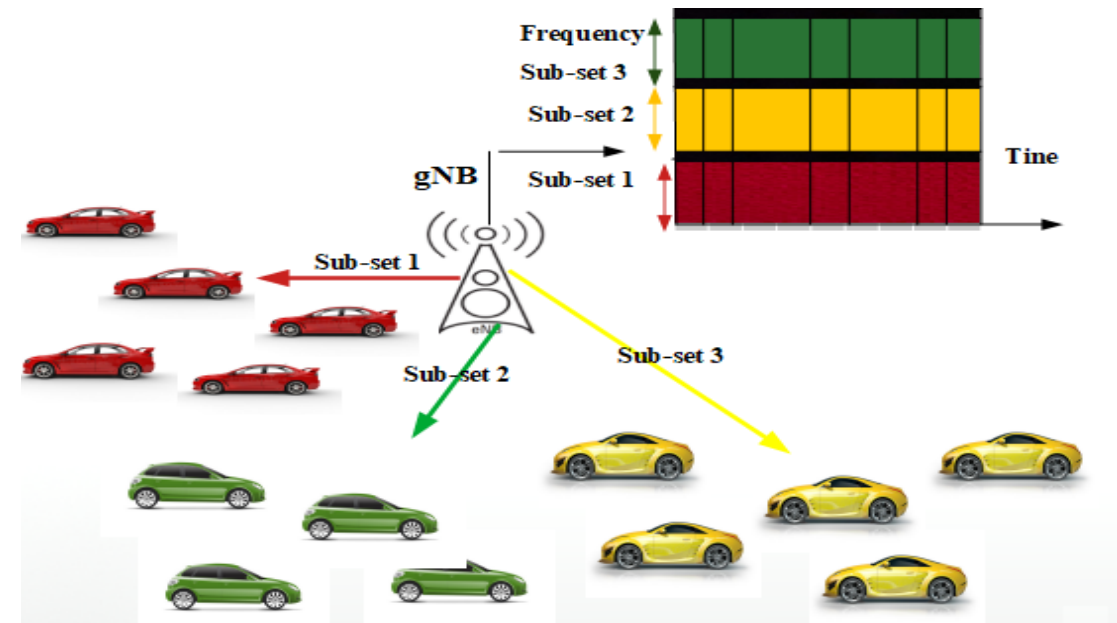 Frequency
Sub-set 3
Sub-set 2
Tine
gNB
Sub-set 1
Sub-set 1
eNB
Sub-set 3
Sub-set 2